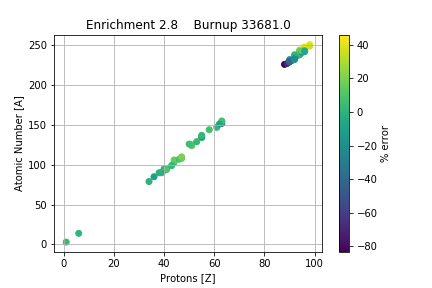 Enrichment 2.8 Burnup 33681.0
Atomic Number [A]
250
200
150
100
50
0
0 20 40 60 80 100
Protons [Z]
40
20
0
−20
−40
−60
−80
% error